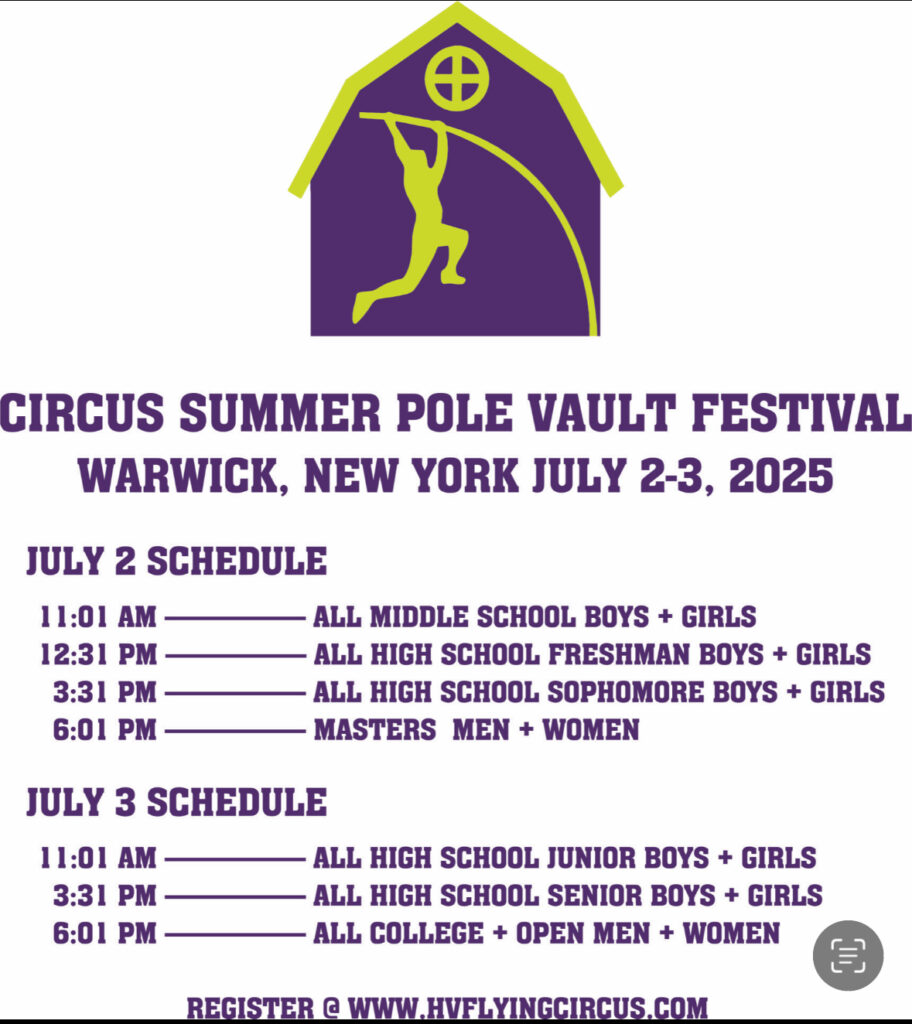 CIRCUS SUMMER POLE VAULT FESTIVAL
WARWICK, NEW YORK JULY 2-3, 2025
JULY 2 SCHEDULE
11:01 AM ALL MIDDLE SCHOOL BOYS + GIRLS
12:31 PM ALL HIGH SCHOOL FRESHMAN BOYS + GIRLS
3:31 PM ALL HIGH SCHOOL SOPHOMORE BOYS + GIRLS
6:01 PM MASTERS MEN + WOMEN
JULY 3 SCHEDULE
11:01 AM ALL HIGH SCHOOL JUNIOR BOYS + GIRLS
3:31 PM ALL HIGH SCHOOL SENIOR BOYS + GIRLS
6:01 PM ALL COLLEGE + OPEN MEN + WOMEN
REGISTER @ WWW.HVFLYINGCIRCUS.COM